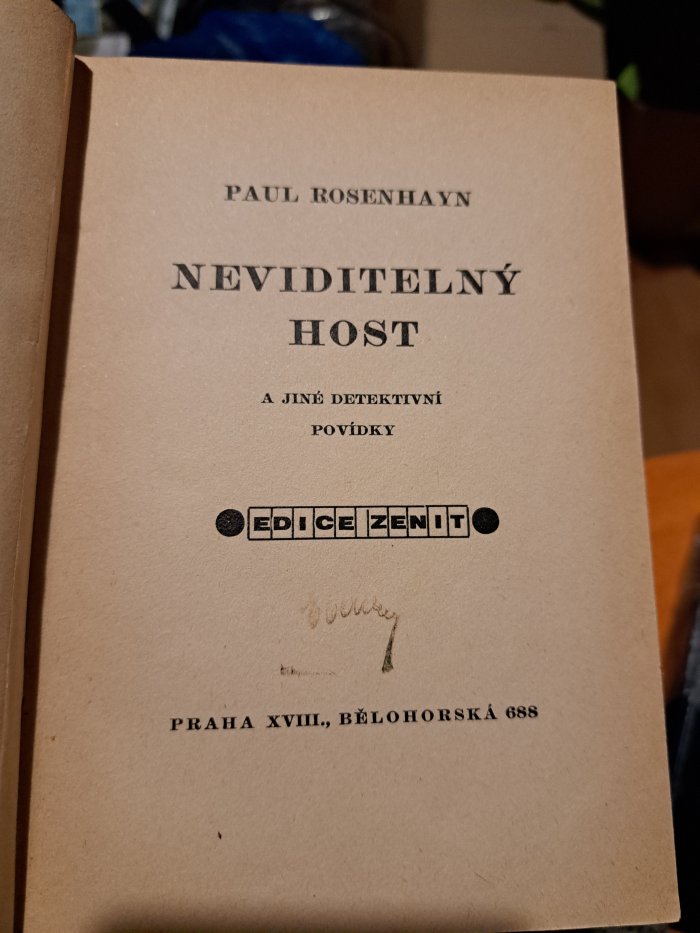 PAUL ROSENHAYN
NEVIDITELNÝ
HOST
A JINÉ DETEKTIVNÍ
POVÍDKY
EDICE ZENIT
PRAHA XVIII., BĚLOHORSKÁ 688